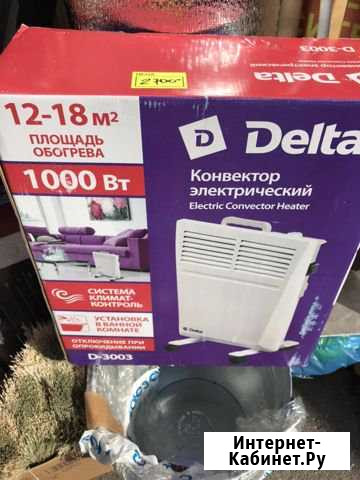 D-3003
Delta
2700
12-18 м²
ПЛОЩАДЬ
ОБОГРЕВА
1000 Вт
D Delta
Конвектор
электрический
Electric Convector Heater
СИСТЕМА
КЛИМАТ-
КОНТРОЛЬ
УСТАНОВКА
В ВАННОЙ
КОМНАТЕ
ОТКЛЮЧЕНИЕ ПРИ
ОПРОКИДЫВАНИИ
D-3003
Delta
Интернет-
Кабинет.Ру